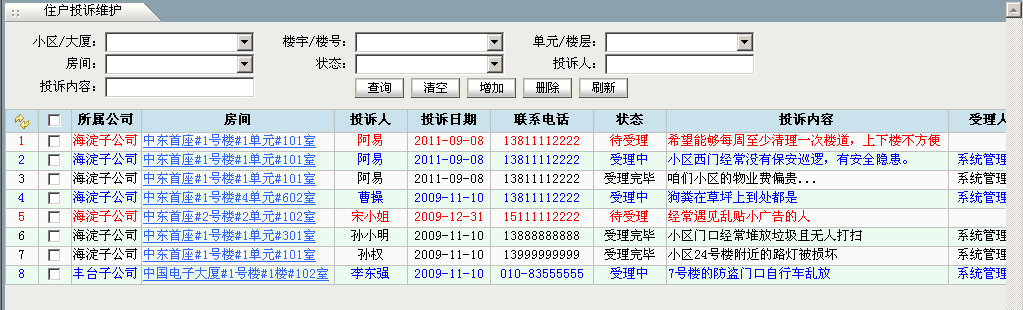 住户投诉维护
小区/大厦: 楼宇/楼号: 单元/楼层:
房间: 状态: 投诉人:
投诉内容: 查询 清空 增加 删除 刷新
所属公司 房间 投诉人 投诉日期 联系电话 状态 投诉内容 受理人
1 海淀子公司 中东首座#1号楼#1单元#101室 阿易 2011-09-08 13811112222 待受理 希望能够每周至少清理一次楼道,上下楼不方便
2 海淀子公司 中东首座#1号楼#1单元#101室 阿易 2011-09-08 13811112222 受理中 小区西门经常没有保安巡逻,有安全隐患。 系统管理
3 海淀子公司 中东首座#1号楼#1单元#101室 阿易 2011-09-08 13811112222 受理完毕 咱们小区的物业费偏贵... 系统管理
4 海淀子公司 中东首座#1号楼#4单元#602室 曹操 2009-11-10 13811112222 受理中 狗粪在草坪上到处都是 系统管理
5 海淀子公司 中东首座#2号楼#2单元#102室 宋小姐 2009-12-31 15111112222 待受理 经常遇见乱贴小广告的人
6 海淀子公司 中东首座#1号楼#1单元#301室 孙小明 2009-11-10 13888888888 受理完毕 小区门口经常堆放垃圾且无人打扫 系统管理
7 海淀子公司 中东首座#1号楼#1单元#101室 孙权 2009-11-10 13999999999 受理完毕 小区24号楼附近的路灯被损坏 系统管理
8 丰台子公司 中国电子大厦#1号楼#1楼#102室 李东强 2009-11-10 010-83555555 受理中 7号楼的防盗门口自行车乱放 系统管理